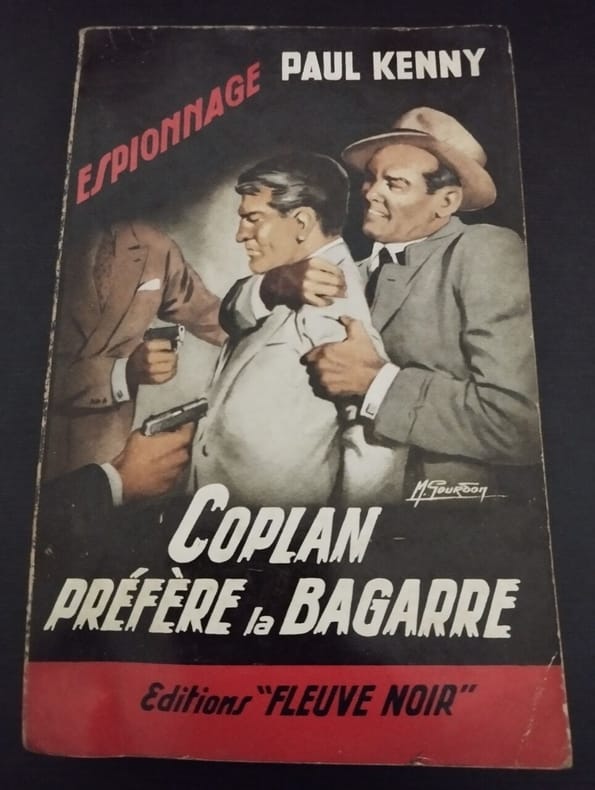 PAUL KENNY
ESPIONNAGE
M. Gourdon
COPLAN
PRÉFÈRE la BAGARRE
Editions "FLEUVE NOIR"